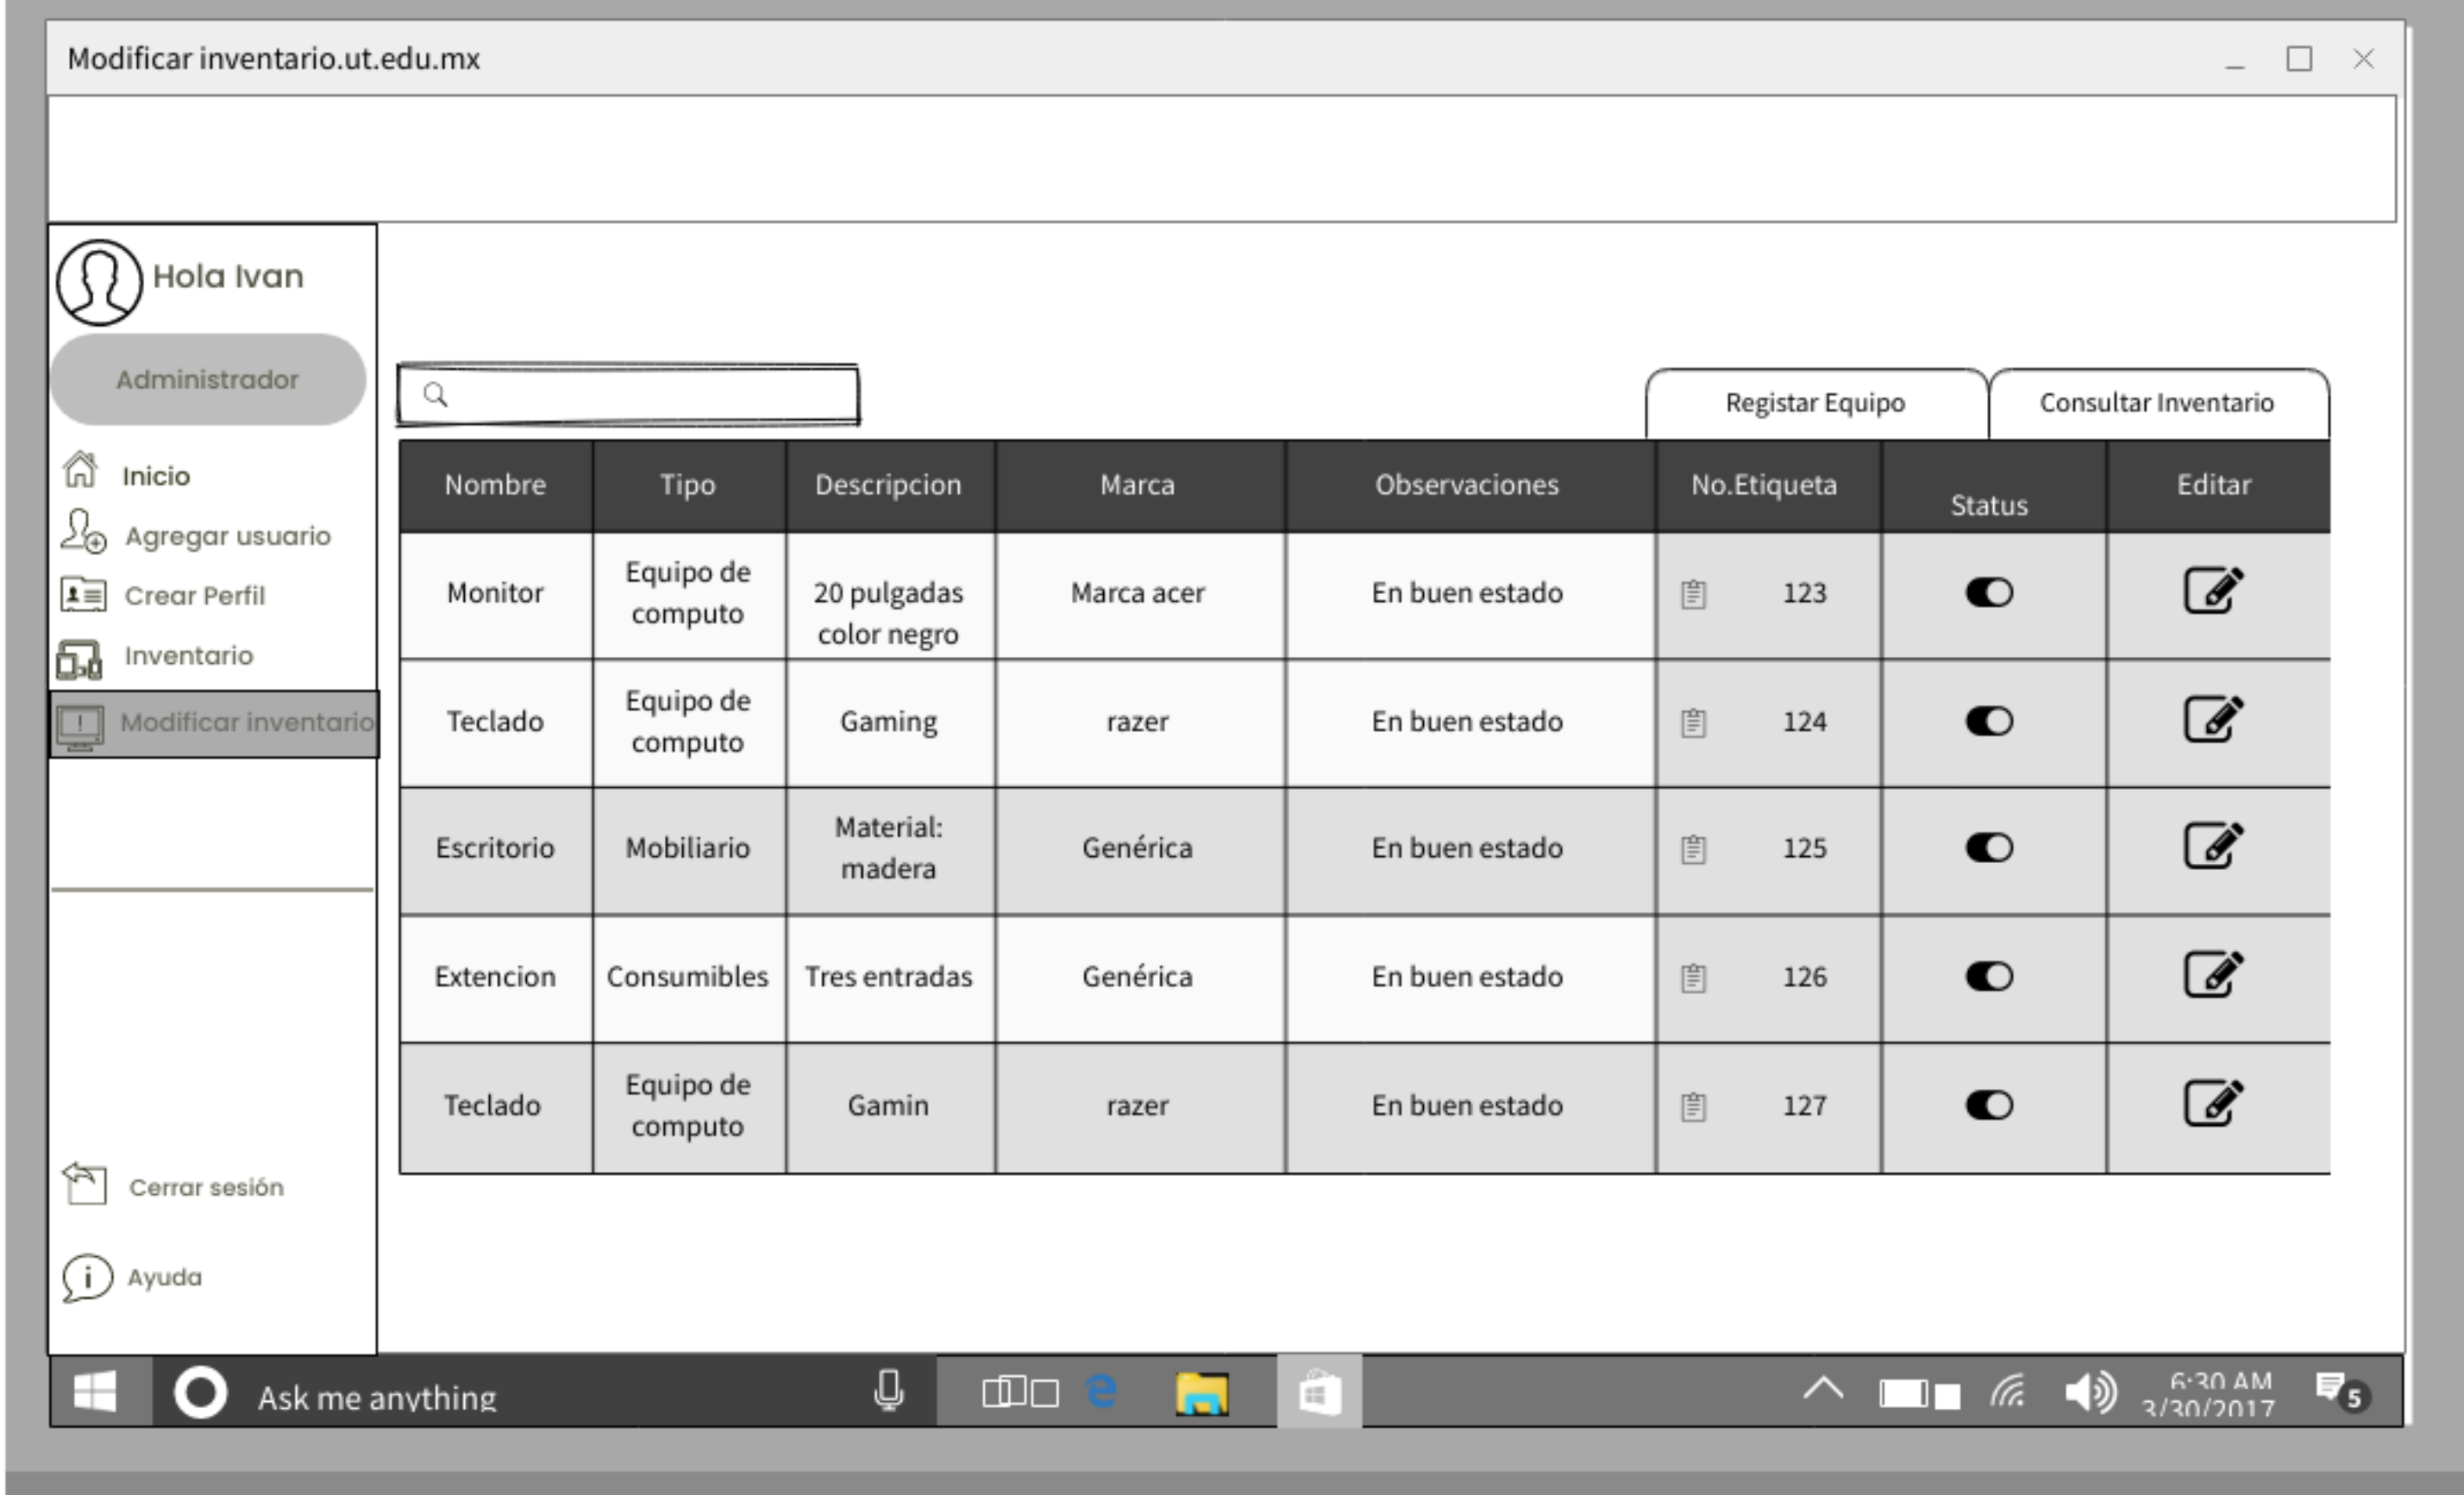 Modificar inventario.ut.edu.mx
Hola Ivan
Administrador
Inicio
Agregar usuario
Crear Perfil
Inventario
Modificar inventario
Cerrar sesión
Ayuda
Registar Equipo
Consultar Inventario
Nombre Tipo Descripcion Marca Observaciones No.Etiqueta Status Editar
Monitor
Equipo de
computo
20 pulgadas
color negro
Marca acer
En buen estado
123
Teclado
Equipo de
computo
Gaming
razer
En buen estado
124
Escritorio
Mobiliario
Material:
madera
Genérica
En buen estado
125
Extencion
Consumibles
Tres entradas
Genérica
En buen estado
126
Teclado
Equipo de
computo
Gamin
razer
En buen estado
127
Ask me anything
6:30 AM
3/30/2017
5